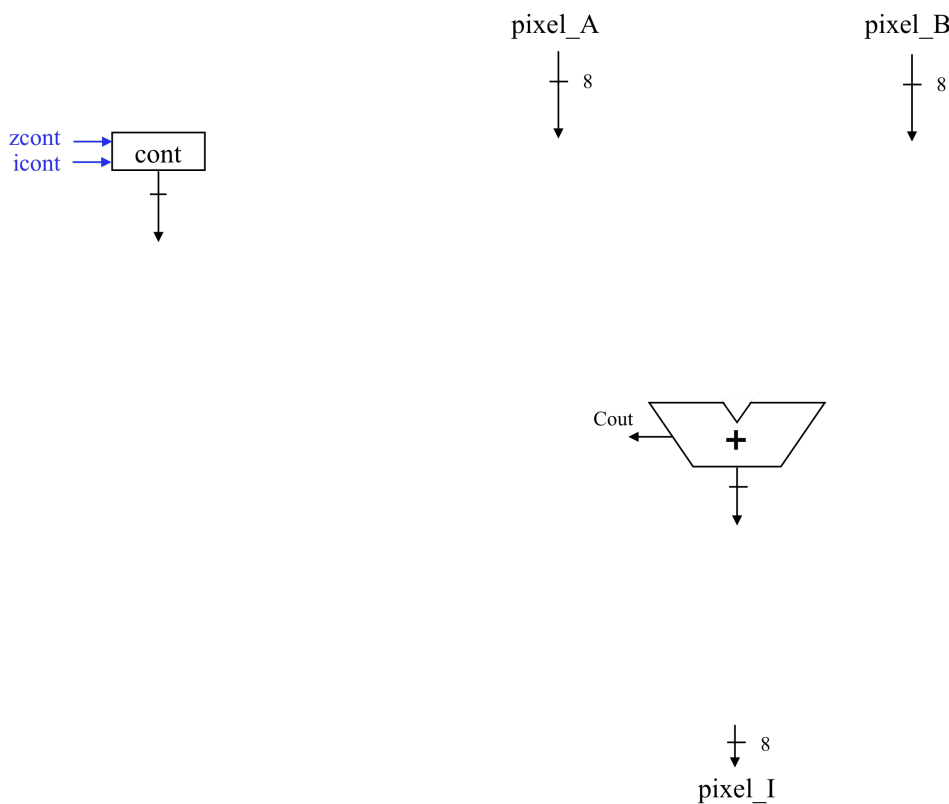 pixel_A
pixel_B
8
8
zcont
icont
cont
Cout
+
8
pixel_I